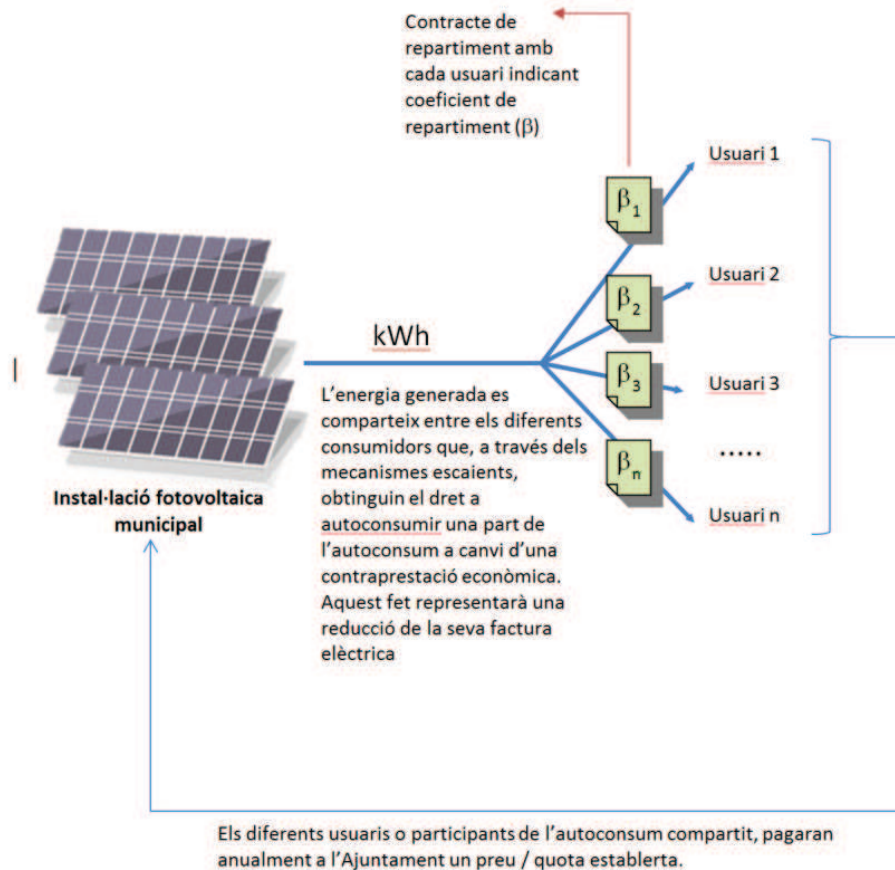 Contracte de
repartiment amb
cada usuari indicant
coeficient de
repartiment (β)
Usuari 1
β1
Usuari 2
β2
kWh
Usuari 3
β3
L’energia generada es
comparteix entre els diferents
consumidors que, a través dels
mecanismes escaients,
obtinguin el dret a
autoconsumir una part de
l’autoconsum a canvi d’una
contraprestació econòmica.
Aquest fet representarà una
reducció de la seva factura
elèctrica
.....
βn
Usuari n
Instal·lació fotovoltaica
municipal
Els diferents usuaris o participants de l’autoconsum compartit, pagaran
anualment a l’Ajuntament un preu / quota establerta.